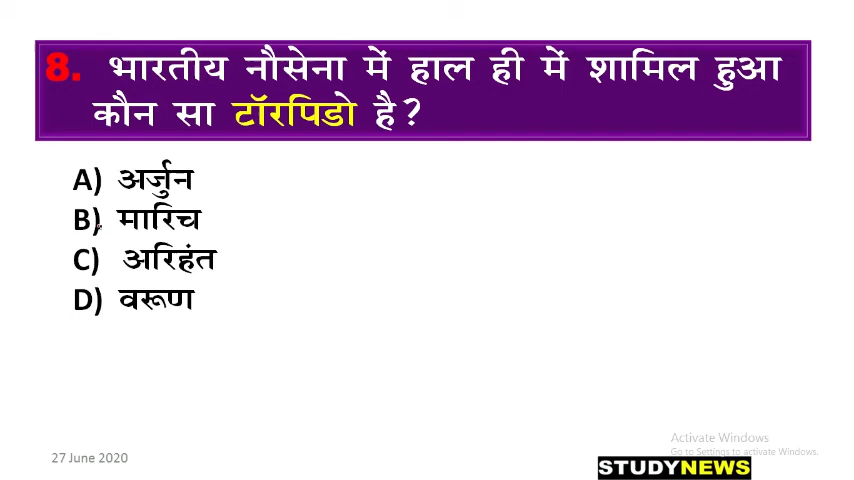 8. भारतीय नौसेना में हाल ही में शामिल हुआ
कौन सा टॉरपिडो है?
A) अर्जुन
B) मारिच
C) अरिहंत
D) वरूण
27 June 2020
Activate Windows
Go to Settings to activate Windows.
STUDYNEWS